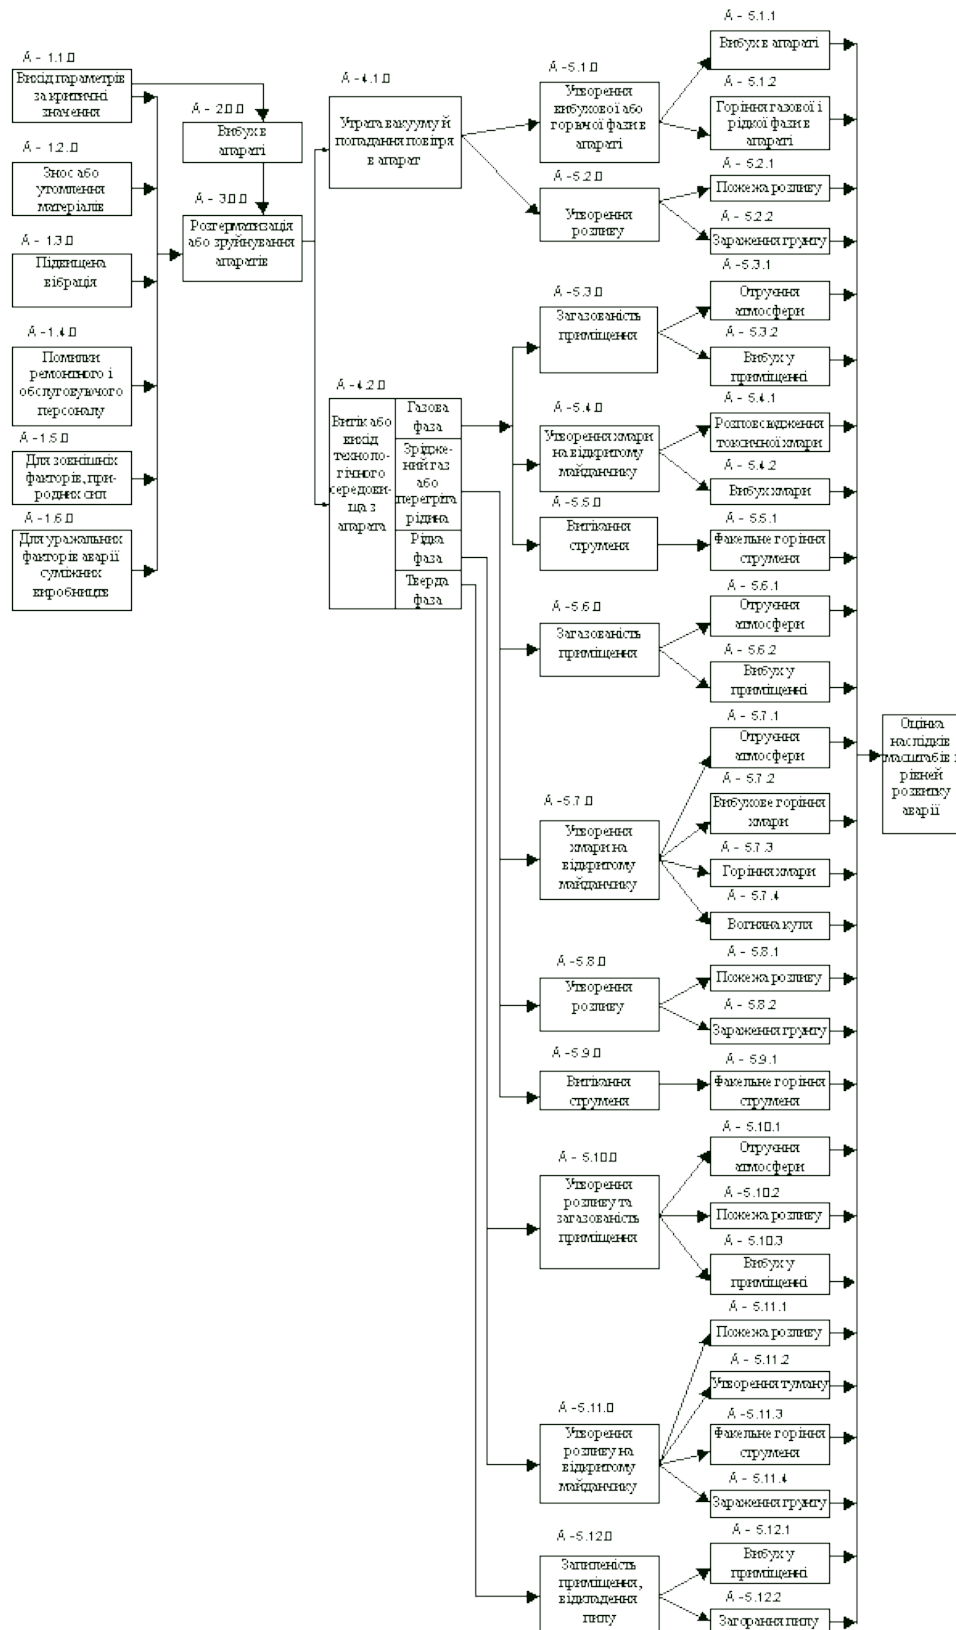 А - 1.1.0
Вихід параметрів
за критичні
значення
А - 1.2.0
Знос або
утомлення
матеріалів
А - 1.3.0
Підвищена
вібрація
А - 1.4.0
Помилки
ремонтного і
обслуговуючого
персоналу
А - 1.5.0
Для зовнішніх
факторів, при-
родних сил
А - 1.6.0
Для уражальних
факторів аварії
суміжних
виробництв
А - 2.0.0
Вибух в
апараті
А - 3.0.0
Розгерматизація
або зруйнування
апаратів
А - 4.1.0
Утрата вакууму й
попадання повітря
в апарат
А - 4.2.0
Витік або
вихід
техноло-
гічного
середови-
ща з
апарата
Газова
фаза
Зрідже-
ний газ
або
перегріта
рідина
Рідка
фаза
Тверда
фаза
А - 5.1.0
Утворення
вибухової або
горючої фази в
апараті
А - 5.2.0
Утворення
розливу
А - 5.3.0
Загазованість
приміщення
А - 5.4.0
Утворення хмари
на відкритому
майданчику
А - 5.5.0
Витікання
струменя
А - 5.6.0
Загазованість
приміщення
А - 5.7.0
Утворення
хмари на
відкритому
майданчику
А - 5.8.0
Утворення
розливу
А - 5.9.0
Витікання
струменя
А - 5.10.0
Утворення
розливу та
загазованість
приміщення
А - 5.11.0
Утворення
розливу на
відкритому
майданчику
А - 5.12.0
Запиленість
приміщення,
відкладення
пилу
А - 5.1.1
Вибух в апараті
А - 5.1.2
Горіння газової і
рідкої фази в
апараті
А - 5.2.1
Пожежа розливу
А - 5.2.2
Зараження грунту
А - 5.3.1
Отруєння
атмосфери
А - 5.3.2
Вибух у
приміщенні
А - 5.4.1
Розповсюдження
токсичної хмари
А - 5.4.2
Вибух хмари
А - 5.5.1
Факельне горіння
струменя
А - 5.6.1
Отруєння
атмосфери
А - 5.6.2
Вибух у
приміщенні
А - 5.7.1
Отруєння
атмосфери
А - 5.7.2
Вибухове горіння
хмари
А - 5.7.3
Горіння хмари
А - 5.7.4
Вогняна куля
А - 5.8.1
Пожежа розливу
А - 5.8.2
Зараження грунту
А - 5.9.1
Факельне горіння
струменя
А - 5.10.1
Отруєння
атмосфери
А - 5.10.2
Пожежа розливу
А - 5.10.3
Вибух у
приміщенні
А - 5.11.1
Пожежа розливу
А - 5.11.2
Утворення туману
А - 5.11.3
Факельне горіння
струменя
А - 5.11.4
Зараження грунту
А - 5.12.1
Вибух у
приміщенні
А - 5.12.2
Загорання пилу
Оцінка
наслідків
масштабів і
рівней
розвитку
аварії